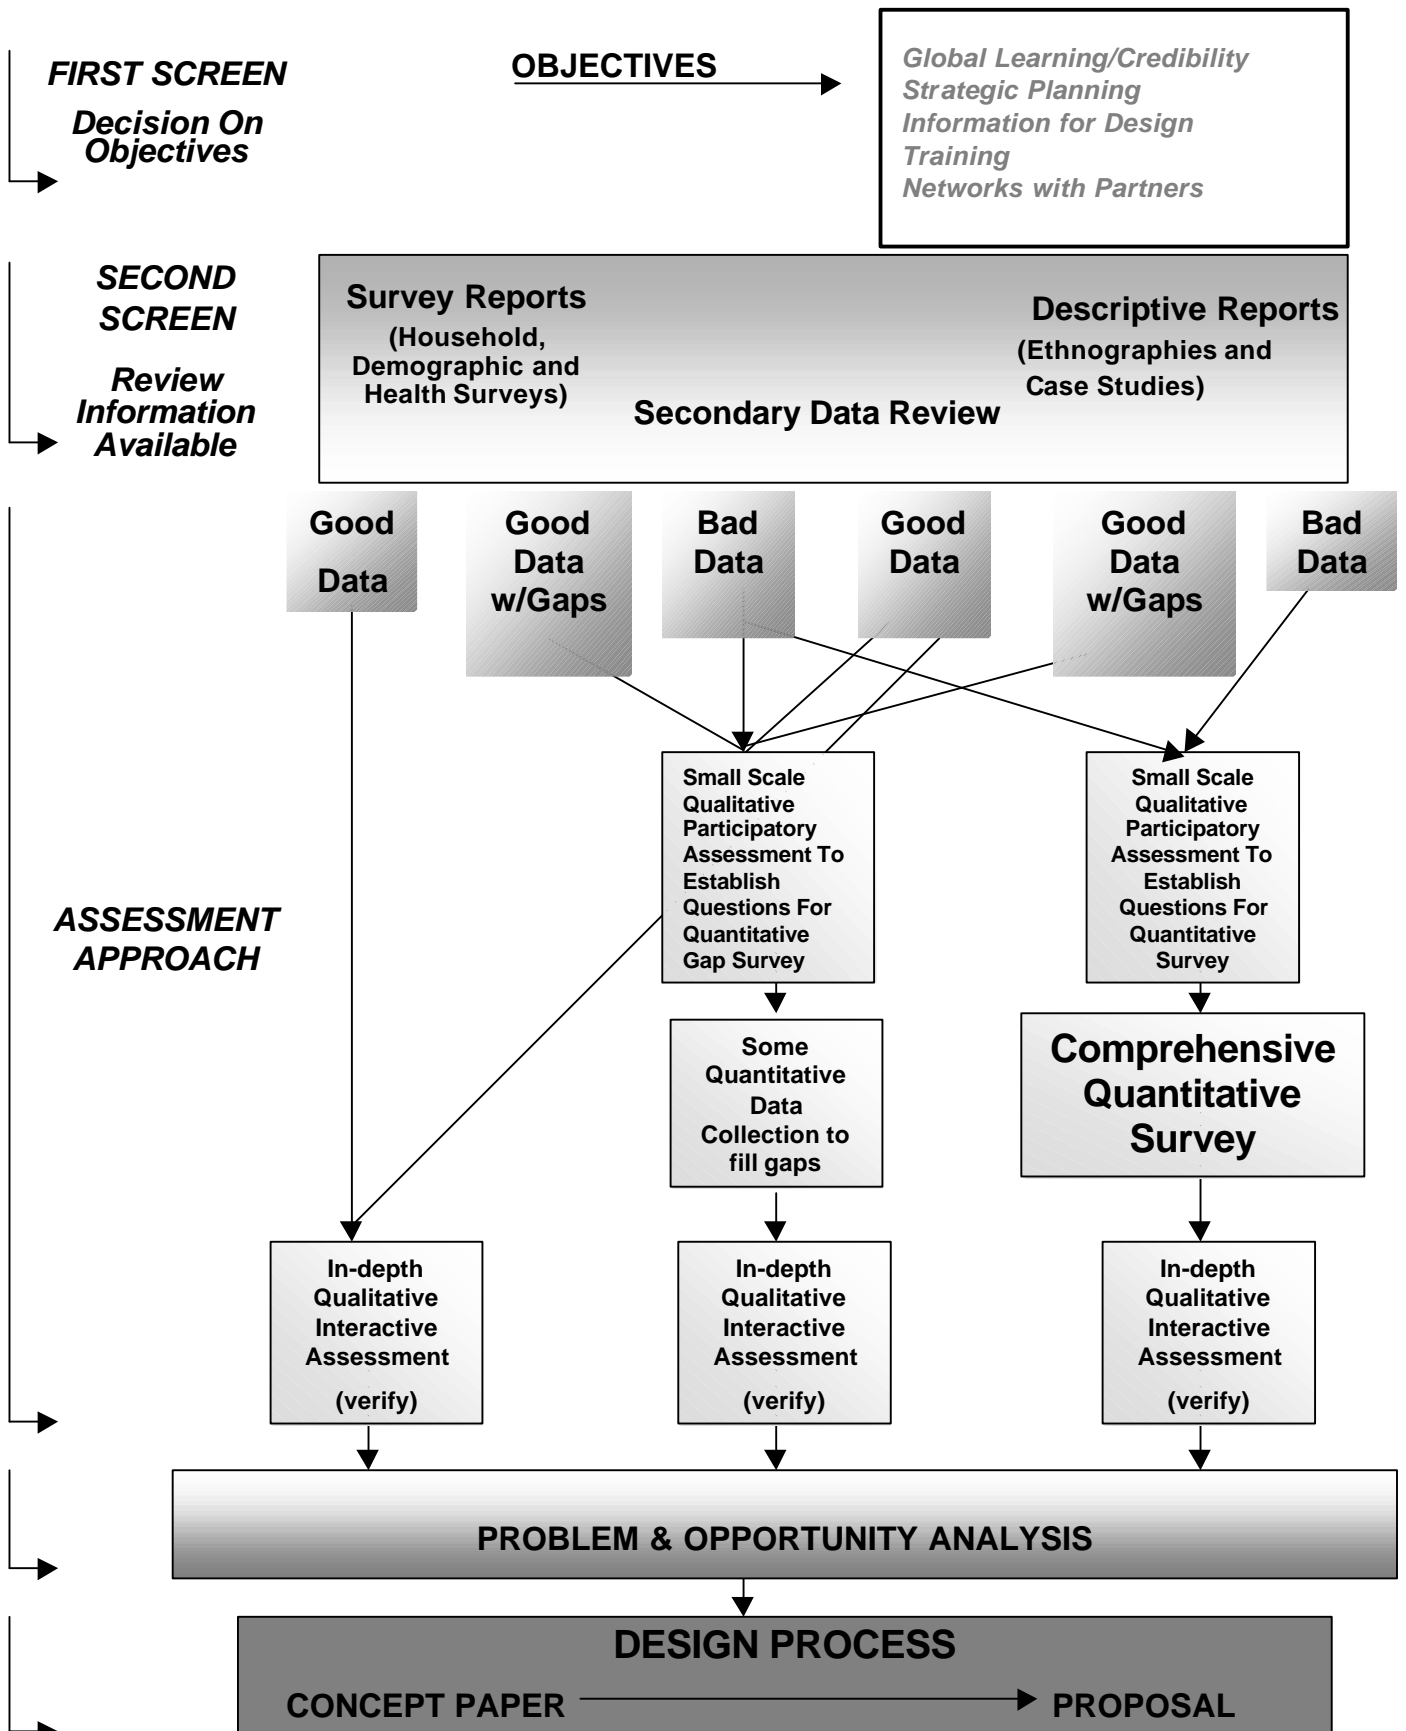 FIRST SCREEN
Decision On
Objectives
OBJECTIVES
Global Learning/Credibility
Strategic Planning
Information for Design
Training
Networks with Partners
SECOND
SCREEN
Review
Information
Available
Survey Reports
(Household,
Demographic and
Health Surveys)
Descriptive Reports
(Ethnographies and
Case Studies)
Secondary Data Review
Good
Data
Good
Data
w/Gaps
Bad
Data
Good
Data
Good
Data
w/Gaps
Bad
Data
ASSESSMENT
APPROACH
Small Scale
Qualitative
Participatory
Assessment To
Establish
Questions For
Quantitative
Gap Survey
Small Scale
Qualitative
Participatory
Assessment To
Establish
Questions For
Quantitative
Survey
Some
Quantitative
Data
Collection to
fill gaps
Comprehensive
Quantitative
Survey
In-depth
Qualitative
Interactive
Assessment
(verify)
In-depth
Qualitative
Interactive
Assessment
(verify)
In-depth
Qualitative
Interactive
Assessment
(verify)
PROBLEM & OPPORTUNITY ANALYSIS
DESIGN PROCESS
CONCEPT PAPER PROPOSAL